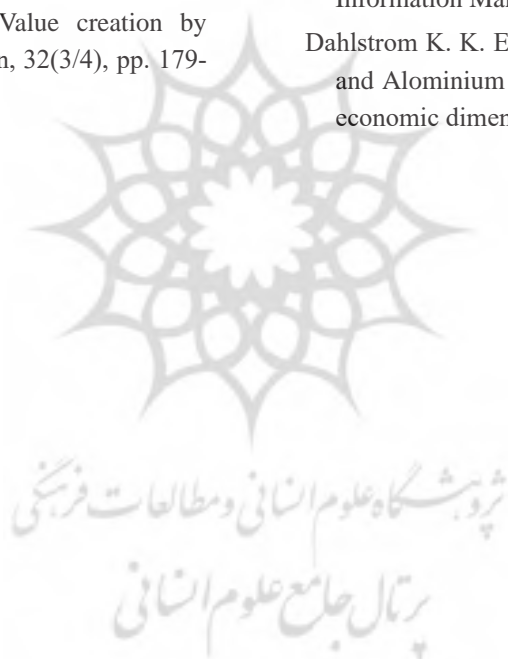 Value creation by
n, 32(3/4), pp. 179-
Information Mar
Dahlstrom K. K. E
and Alominium
economic dimen
پژوهشگاه علوم انسانی و مطالعات فرهنگی
پرتال جامع علوم انسانی